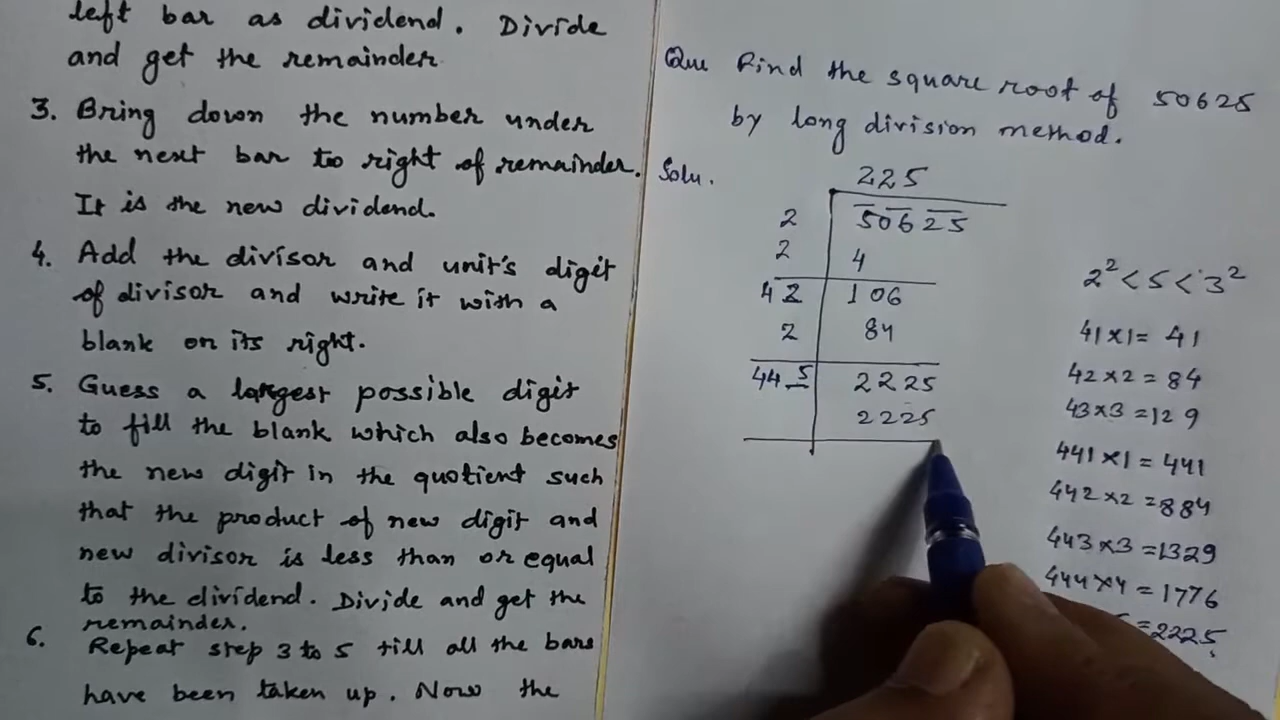 left bar as dividend. Divide
and get the remainder
3. Bring down the number under
the next bar to right of remainder.
It is the new dividend.
4. Add the divisor and unit's digit
of divisor and write it with a
blank on its right.
5. Guess a largest possible digit
to fill the blank which also becomes
the new digit in the quotient such
that the product of new digit and
new divisor is less than or equal
to the dividend. Divide and get the
remainder.
6. Repeat step 3 to 5 till all the bars
have been taken up. Now the
Que Find the square root of 50625
by long division method.
Solu.
225
2 50625
2 4
42 106
2 84
445 2225
2225
2² < 5 < 3²
41×1= 41
42×2=84
43×3=129
441×1=441
442×2=884
443×3=1329
444×4=1776
=2225